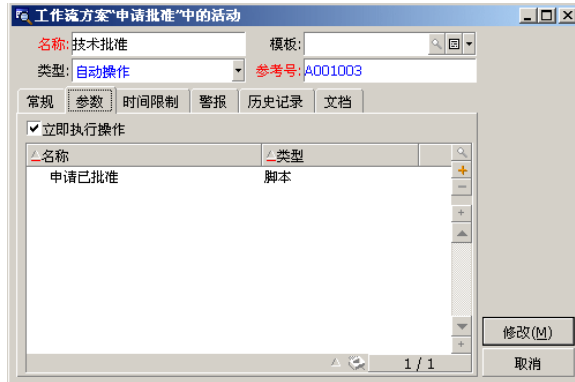 工作流方案“申请批准”中的活动
名称: 技术批准 模板:
类型: 自动操作 参考号: A001003
常规 参数 时间限制 警报 历史记录 文档
立即执行操作
名称 类型
申请已批准 脚本
修改(M)
1 / 1 取消